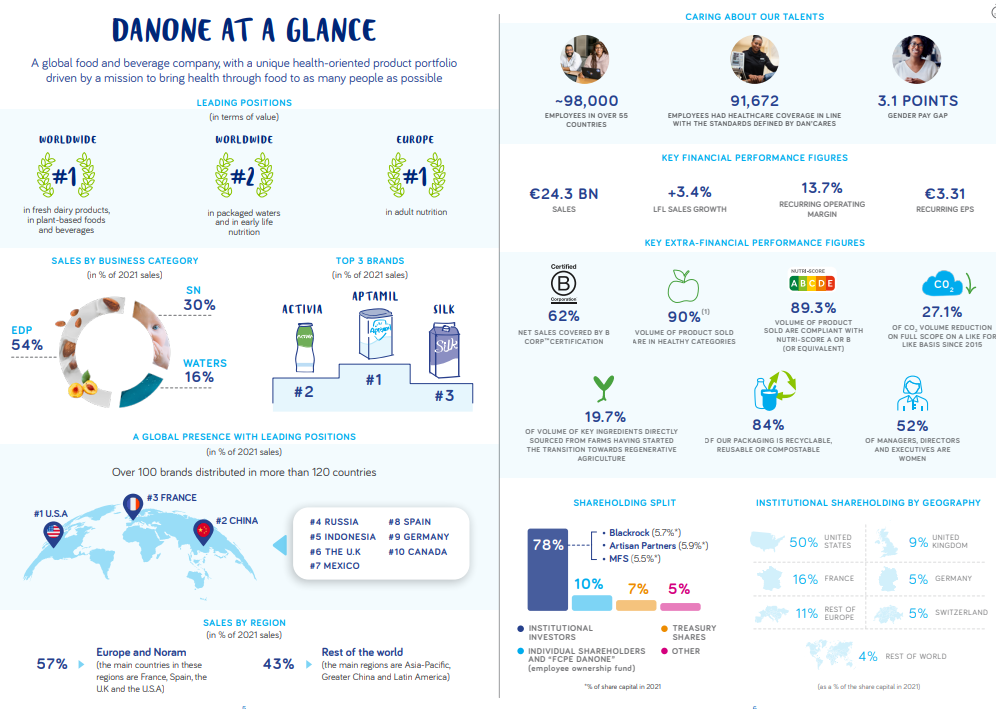 DANONE AT A GLANCE
A global food and beverage company, with a unique health-oriented product portfolio
driven by a mission to bring health through food to as many people as possible
LEADING POSITIONS
(in terms of value)
WORLDWIDE
#1
in fresh dairy products,
in plant-based foods
and beverages
WORLDWIDE
#2
in packaged waters
and in early life
nutrition
EUROPE
#1
in adult nutrition
SALES BY BUSINESS CATEGORY
(in % of 2021 sales)
SN
30%
EDP
54%
WATERS
16%
TOP 3 BRANDS
(in % of 2021 sales)
ACTIVIA
APTAMIL
SILK
ACTIVIA
Aptamil
Silk
#2
#1
#3
A GLOBAL PRESENCE WITH LEADING POSITIONS
(in % of 2021 sales)
Over 100 brands distributed in more than 120 countries
#1 U.S.A
#3 FRANCE
#2 CHINA
#4 RUSSIA
#5 INDONESIA
#6 THE U.K
#7 MEXICO
#8 SPAIN
#9 GERMANY
#10 CANADA
SALES BY REGION
(in % of 2021 sales)
57%
Europe and Noram
(the main countries in these
regions are France, Spain, the
U.K and the U.S.A)
43%
Rest of the world
(the main regions are Asia-Pacific,
Greater China and Latin America)
5
CARING ABOUT OUR TALENTS
~98,000
EMPLOYEES IN OVER 55
COUNTRIES
91,672
EMPLOYEES HAD HEALTHCARE COVERAGE IN LINE
WITH THE STANDARDS DEFINED BY DAN'CARES
3.1 POINTS
GENDER PAY GAP
KEY FINANCIAL PERFORMANCE FIGURES
€24.3 BN
SALES
+3.4%
LFL SALES GROWTH
13.7%
RECURRING OPERATING
MARGIN
€3.31
RECURRING EPS
KEY EXTRA-FINANCIAL PERFORMANCE FIGURES
Certified
B
Corporation
62%
NET SALES COVERED BY B
CORP™CERTIFICATION
90% (1)
VOLUME OF PRODUCT SOLD
ARE IN HEALTHY CATEGORIES
NUTRI-SCORE
A B C D E
89.3%
VOLUME OF PRODUCT
SOLD ARE COMPLIANT WITH
NUTRI-SCORE A OR B
(OR EQUIVALENT)
CO2
27.1%
OF CO2 VOLUME REDUCTION
ON FULL SCOPE ON A LIKE FOR
LIKE BASIS SINCE 2015
19.7%
OF VOLUME OF KEY INGREDIENTS DIRECTLY
SOURCED FROM FARMS HAVING STARTED
THE TRANSITION TOWARDS REGENERATIVE
AGRICULTURE
84%
OF OUR PACKAGING IS RECYCLABLE,
REUSABLE OR COMPOSTABLE
52%
OF MANAGERS, DIRECTORS
AND EXECUTIVES ARE
WOMEN
SHAREHOLDING SPLIT
78%
• Blackrock (5.7%*)
• Artisan Partners (5.9%*)
• MFS (5.5%*)
10%
7%
5%
INSTITUTIONAL
INVESTORS
INDIVIDUAL SHAREHOLDERS
AND "FCPE DANONE"
(employee ownership fund)
TREASURY
SHARES
OTHER
*% of share capital in 2021
INSTITUTIONAL SHAREHOLDING BY GEOGRAPHY
50% UNITED
STATES
9% UNITED
KINGDOM
16% FRANCE
5% GERMANY
11% REST OF
EUROPE
5% SWITZERLAND
4% REST OF WORLD
(as a % of the share capital in 2021)
6